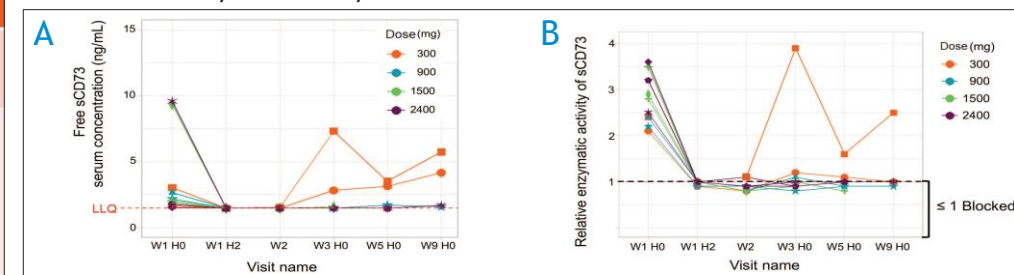 A
Free sCD73
serum concentration (ng/mL)
15
10
5
LLQ
0
W1 H0 W1 H2 W2 W3 H0 W5 H0 W9 H0
Visit name
Dose (mg)
300
900
1500
2400
B
Relative enzymatic activity of sCD73
4
3
2
1
W1 H0 W1 H2 W2 W3 H0 W5 H0 W9 H0
Visit name
Dose (mg)
300
900
1500
2400
≤ 1 Blocked